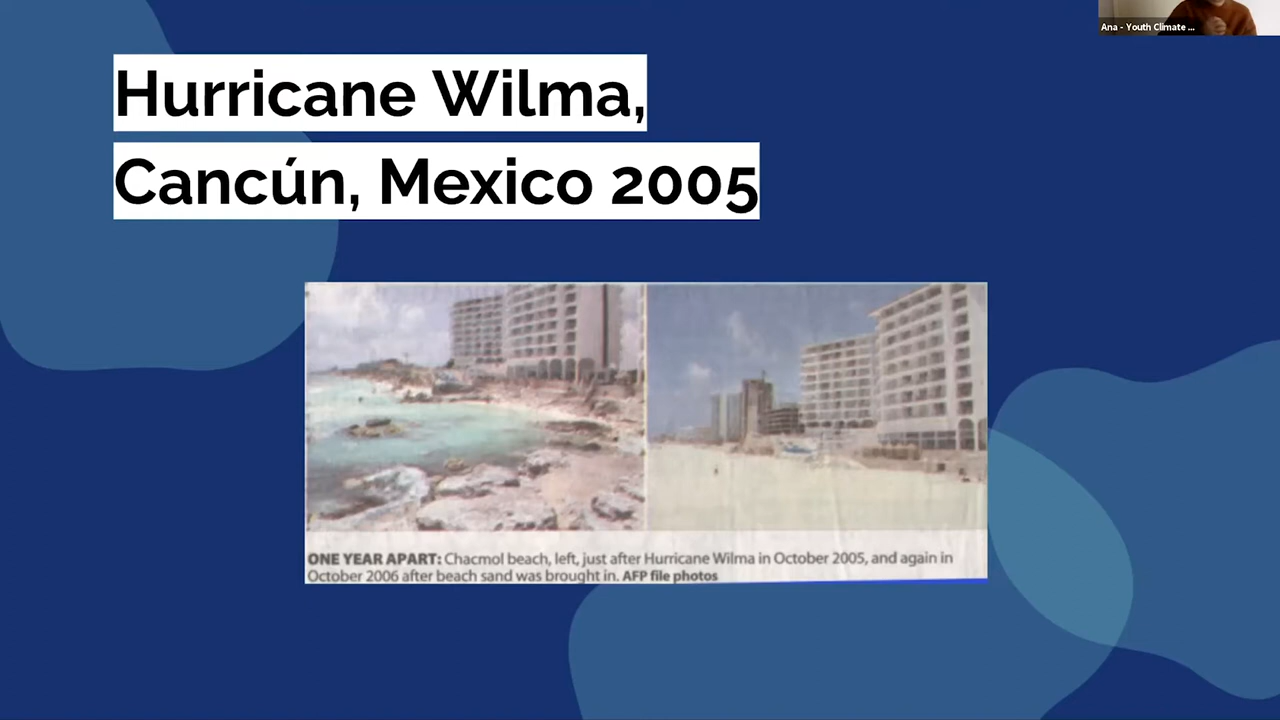 Ana - Youth Climate ...
Hurricane Wilma,
Cancún, Mexico 2005
ONE YEAR APART: Chacmol beach, left, just after Hurricane Wilma in October 2005, and again in
October 2006 after beach sand was brought in. AFP file photos